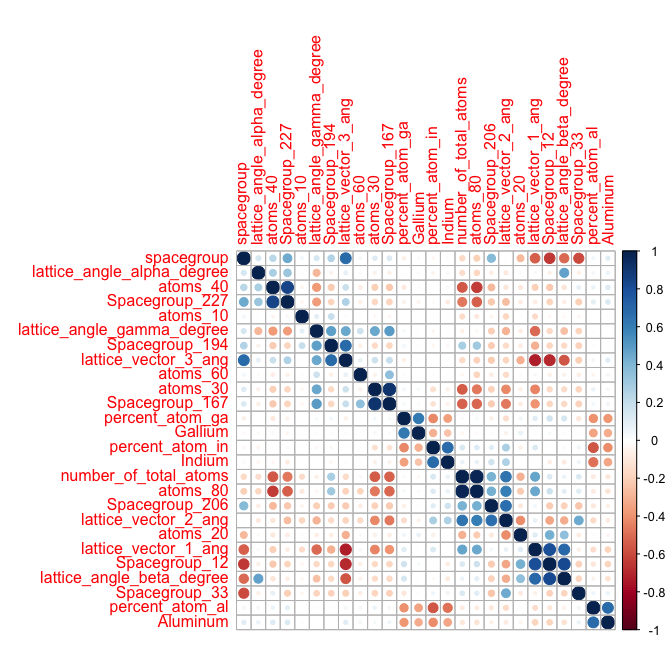 spacegroup
lattice_angle_alpha_degree
atoms_40
Spacegroup_227
atoms_10
lattice_angle_gamma_degree
Spacegroup_194
lattice_vector_3_ang
atoms_60
atoms_30
Spacegroup_167
percent_atom_ga
Gallium
percent_atom_in
Indium
number_of_total_atoms
atoms_80
Spacegroup_206
lattice_vector_2_ang
atoms_20
lattice_vector_1_ang
Spacegroup_12
lattice_angle_beta_degree
Spacegroup_33
percent_atom_al
Aluminum
spacegroup
lattice_angle_alpha_degree
atoms_40
Spacegroup_227
atoms_10
lattice_angle_gamma_degree
Spacegroup_194
lattice_vector_3_ang
atoms_60
atoms_30
Spacegroup_167
percent_atom_ga
Gallium
percent_atom_in
Indium
number_of_total_atoms
atoms_80
Spacegroup_206
lattice_vector_2_ang
atoms_20
lattice_vector_1_ang
Spacegroup_12
lattice_angle_beta_degree
Spacegroup_33
percent_atom_al
Aluminum
1
0.8
0.6
0.4
0.2
0
-0.2
-0.4
-0.6
-0.8
-1